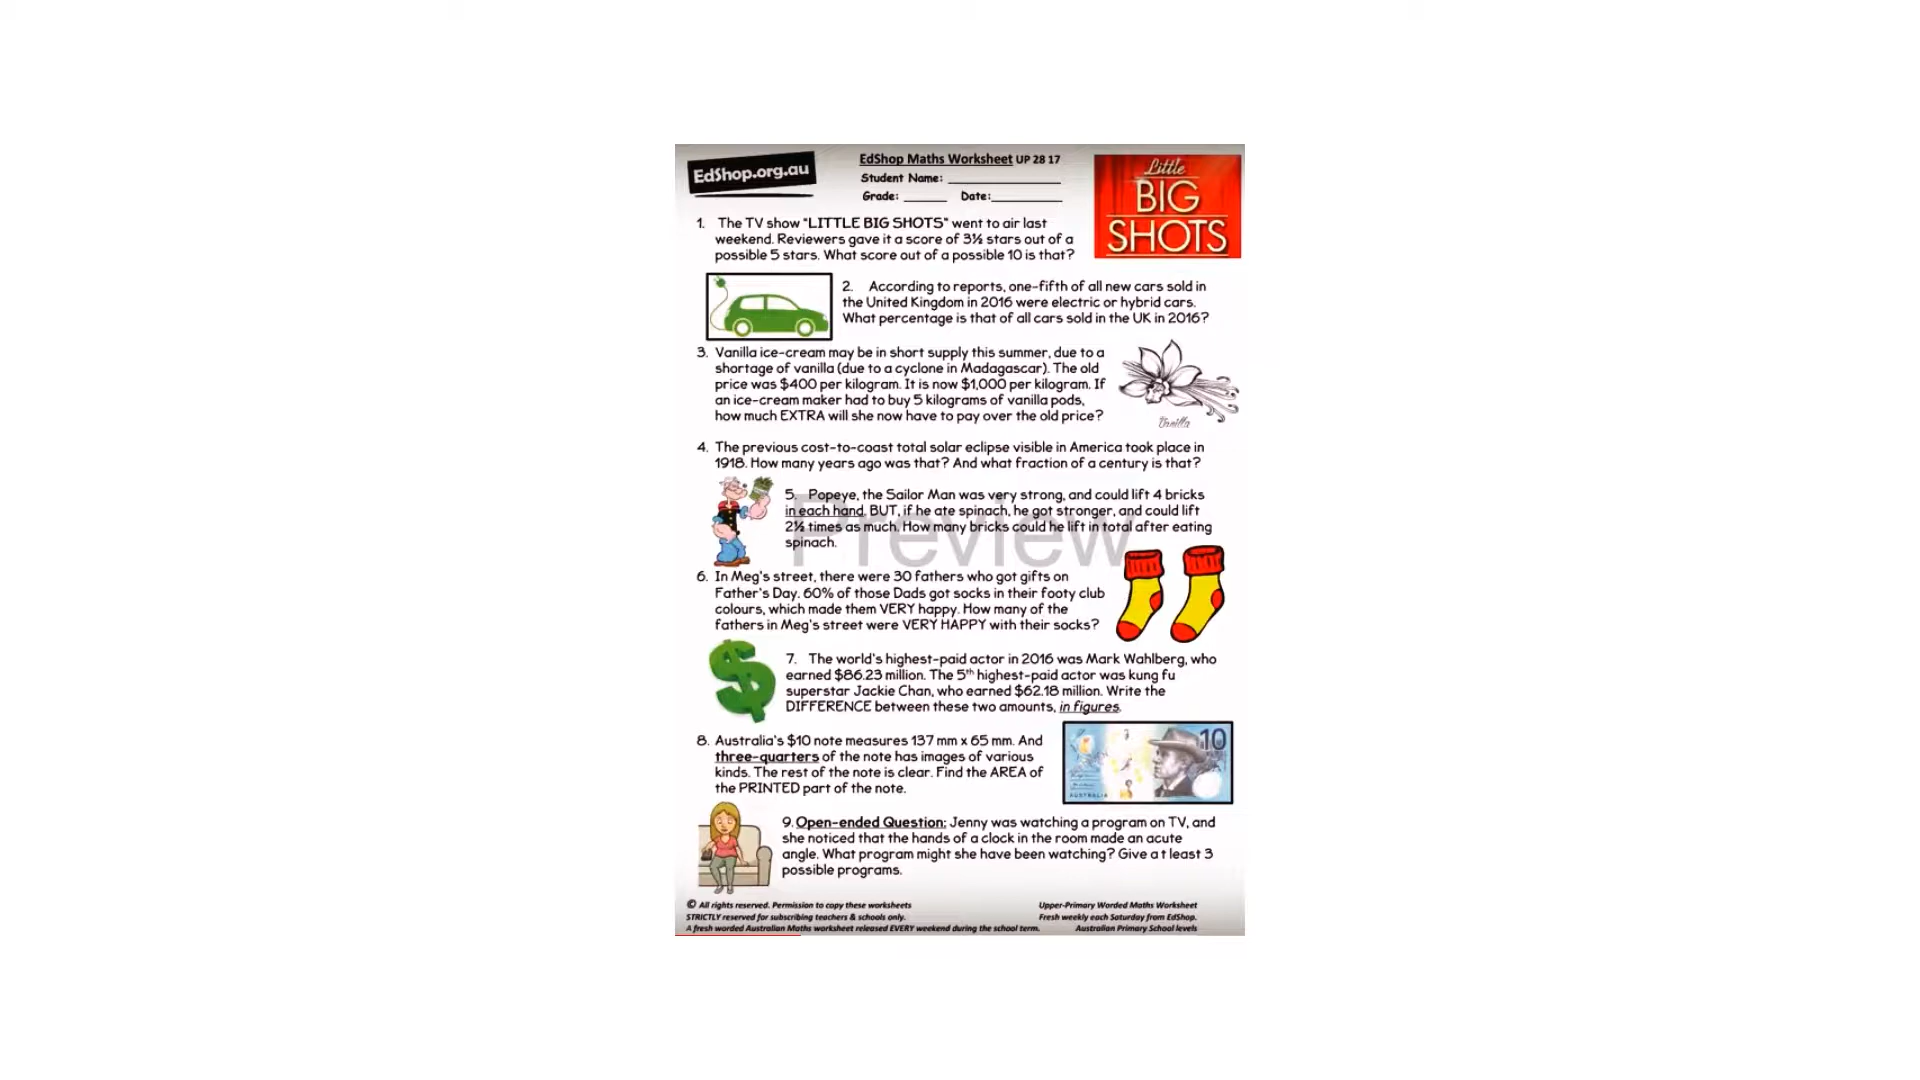 EdShop.org.au
EdShop Maths Worksheet UP 28 17
Student Name: _______________
Grade: ______ Date:__________
Little
BIG
SHOTS
1. The TV show "LITTLE BIG SHOTS" went to air last
weekend. Reviewers gave it a score of 3½ stars out of a
possible 5 stars. What score out of a possible 10 is that?
2. According to reports, one-fifth of all new cars sold in
the United Kingdom in 2016 were electric or hybrid cars.
What percentage is that of all cars sold in the UK in 2016?
3. Vanilla ice-cream may be in short supply this summer, due to a
shortage of vanilla (due to a cyclone in Madagascar). The old
price was $400 per kilogram. It is now $1,000 per kilogram. If
an ice-cream maker had to buy 5 kilograms of vanilla pods,
how much EXTRA will she now have to pay over the old price?
Vanilla
4. The previous cost-to-coast total solar eclipse visible in America took place in
1918. How many years ago was that? And what fraction of a century is that?
5. Popeye, the Sailor Man was very strong, and could lift 4 bricks
in each hand. BUT, if he ate spinach, he got stronger, and could lift
2½ times as much. How many bricks could he lift in total after eating
spinach.
Preview
6. In Meg's street, there were 30 fathers who got gifts on
Father's Day. 60% of those Dads got socks in their footy club
colours, which made them VERY happy. How many of the
fathers in Meg's street were VERY HAPPY with their socks?
7. The world's highest-paid actor in 2016 was Mark Wahlberg, who
earned $86.23 million. The 5th highest-paid actor was kung fu
superstar Jackie Chan, who earned $62.18 million. Write the
DIFFERENCE between these two amounts, in figures.
8. Australia's $10 note measures 137 mm x 65 mm. And
three-quarters of the note has images of various
kinds. The rest of the note is clear. Find the AREA of
the PRINTED part of the note.
10
AUSTRALIA
9. Open-ended Question: Jenny was watching a program on TV, and
she noticed that the hands of a clock in the room made an acute
angle. What program might she have been watching? Give a t least 3
possible programs.
© All rights reserved. Permission to copy these worksheets
STRICTLY reserved for subscribing teachers & schools only.
A fresh worded Australian Maths worksheet released EVERY weekend during the school term.
Upper-Primary Worded Maths Worksheet
Fresh weekly each Saturday from EdShop.
Australian Primary School levels